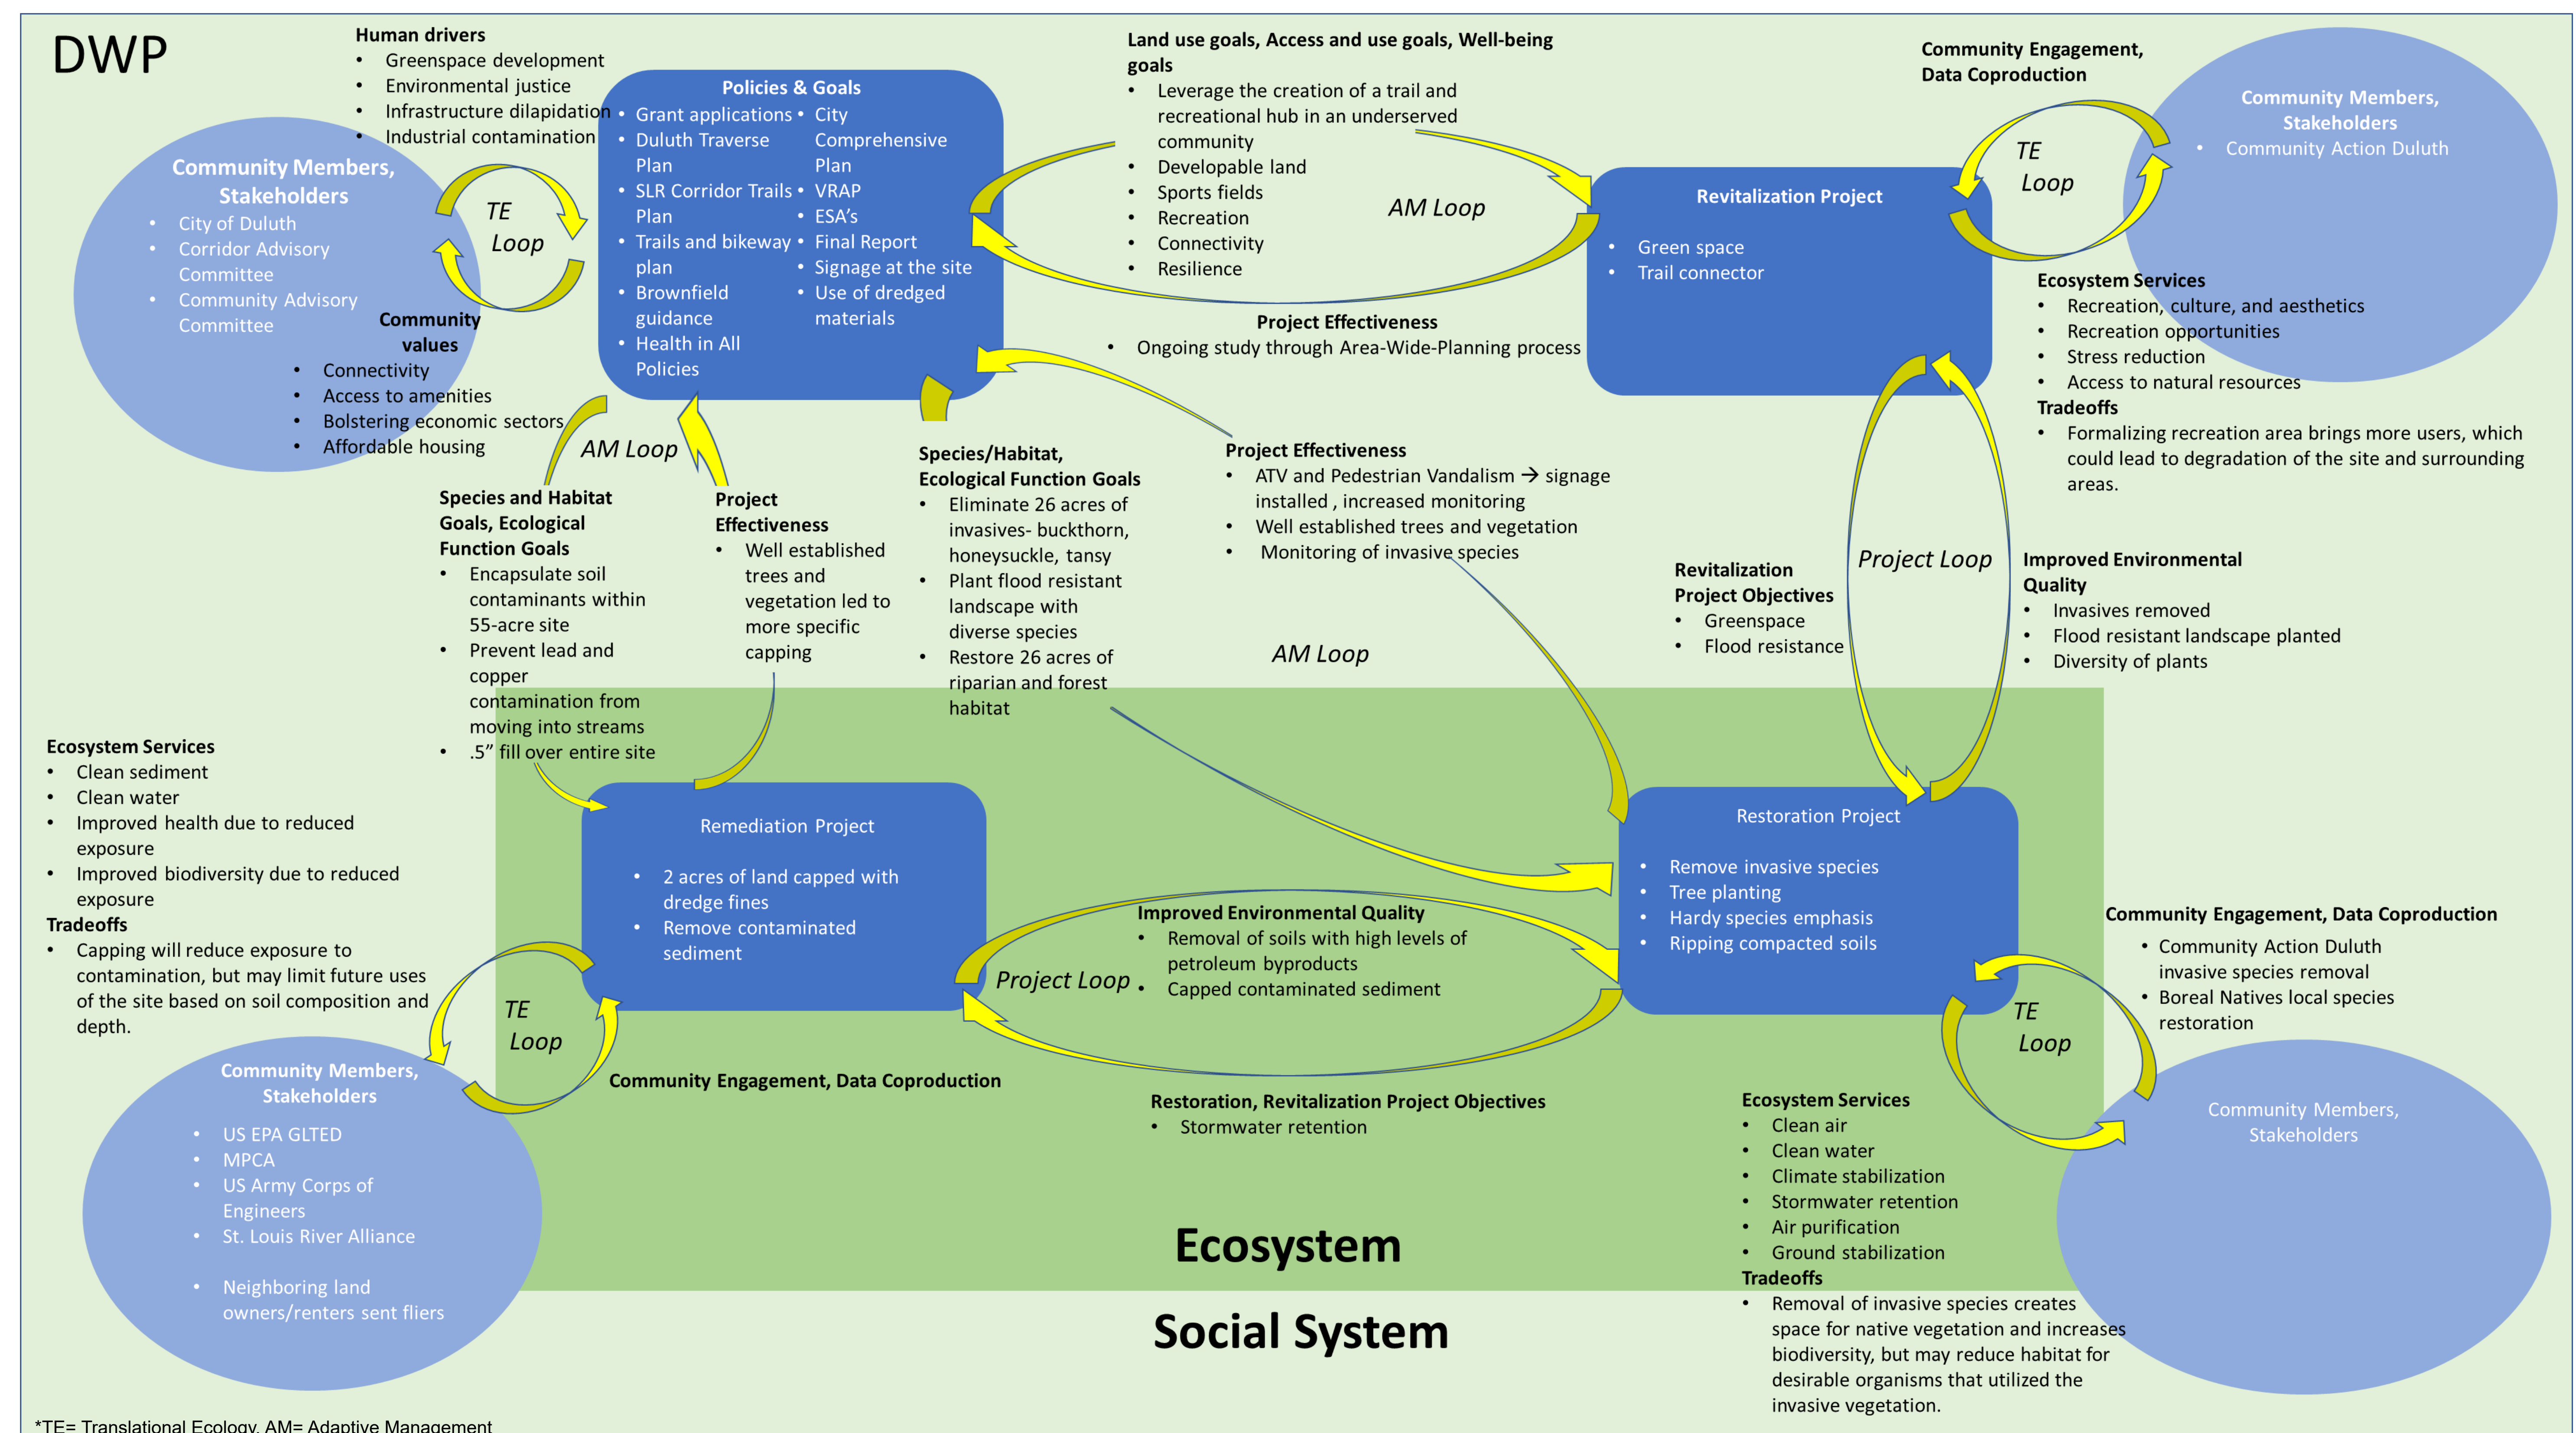 DWP
Human drivers
• Greenspace development
• Environmental justice
• Infrastructure dilapidation
• Industrial contamination
Community Members,
Stakeholders
• City of Duluth
• Corridor Advisory
Committee
• Community Advisory
Committee
TE
Loop
Community
values
• Connectivity
• Access to amenities
• Bolstering economic sectors
• Affordable housing
Policies & Goals
• Grant applications
• Duluth Traverse
Plan
• SLR Corridor Trails
Plan
• Trails and bikeway
plan
• Brownfield
guidance
• Health in All
Policies
• City
Comprehensive
Plan
• VRAP
• ESA’s
• Final Report
• Signage at the site
• Use of dredged
materials
Land use goals, Access and use goals, Well-being
goals
• Leverage the creation of a trail and
recreational hub in an underserved
community
• Developable land
• Sports fields
• Recreation
• Connectivity
• Resilience
AM Loop
Project Effectiveness
• Ongoing study through Area-Wide-Planning process
Revitalization Project
• Green space
• Trail connector
Community Engagement,
Data Coproduction
TE
Loop
Community Members,
Stakeholders
• Community Action Duluth
Ecosystem Services
• Recreation, culture, and aesthetics
• Recreation opportunities
• Stress reduction
• Access to natural resources
Tradeoffs
• Formalizing recreation area brings more users, which
could lead to degradation of the site and surrounding
areas.
AM Loop
Species and Habitat
Goals, Ecological
Function Goals
• Encapsulate soil
contaminants within
55-acre site
• Prevent lead and
copper
contamination from
moving into streams
• .5” fill over entire site
Project
Effectiveness
• Well established
trees and
vegetation led to
more specific
capping
Species/Habitat,
Ecological Function Goals
• Eliminate 26 acres of
invasives- buckthorn,
honeysuckle, tansy
• Plant flood resistant
landscape with
diverse species
• Restore 26 acres of
riparian and forest
habitat
Project Effectiveness
• ATV and Pedestrian Vandalism → signage
installed , increased monitoring
• Well established trees and vegetation
• Monitoring of invasive species
AM Loop
Revitalization
Project Objectives
• Greenspace
• Flood resistance
Project Loop
Improved Environmental
Quality
• Invasives removed
• Flood resistant landscape planted
• Diversity of plants
Ecosystem Services
• Clean sediment
• Clean water
• Improved health due to reduced
exposure
• Improved biodiversity due to reduced
exposure
Tradeoffs
• Capping will reduce exposure to
contamination, but may limit future uses
of the site based on soil composition and
depth.
Remediation Project
• 2 acres of land capped with
dredge fines
• Remove contaminated
sediment
TE
Loop
Community Engagement, Data Coproduction
Community Members,
Stakeholders
• US EPA GLTED
• MPCA
• US Army Corps of
Engineers
• St. Louis River Alliance
• Neighboring land
owners/renters sent fliers
Project Loop
Improved Environmental Quality
• Removal of soils with high levels of
petroleum byproducts
• Capped contaminated sediment
Restoration, Revitalization Project Objectives
• Stormwater retention
Restoration Project
• Remove invasive species
• Tree planting
• Hardy species emphasis
• Ripping compacted soils
Community Engagement, Data Coproduction
• Community Action Duluth
invasive species removal
• Boreal Natives local species
restoration
TE
Loop
Community Members,
Stakeholders
Ecosystem Services
• Clean air
• Clean water
• Climate stabilization
• Stormwater retention
• Air purification
• Ground stabilization
Tradeoffs
• Removal of invasive species creates
space for native vegetation and increases
biodiversity, but may reduce habitat for
desirable organisms that utilized the
invasive vegetation.
Ecosystem
Social System
*TE= Translational Ecology, AM= Adaptive Management